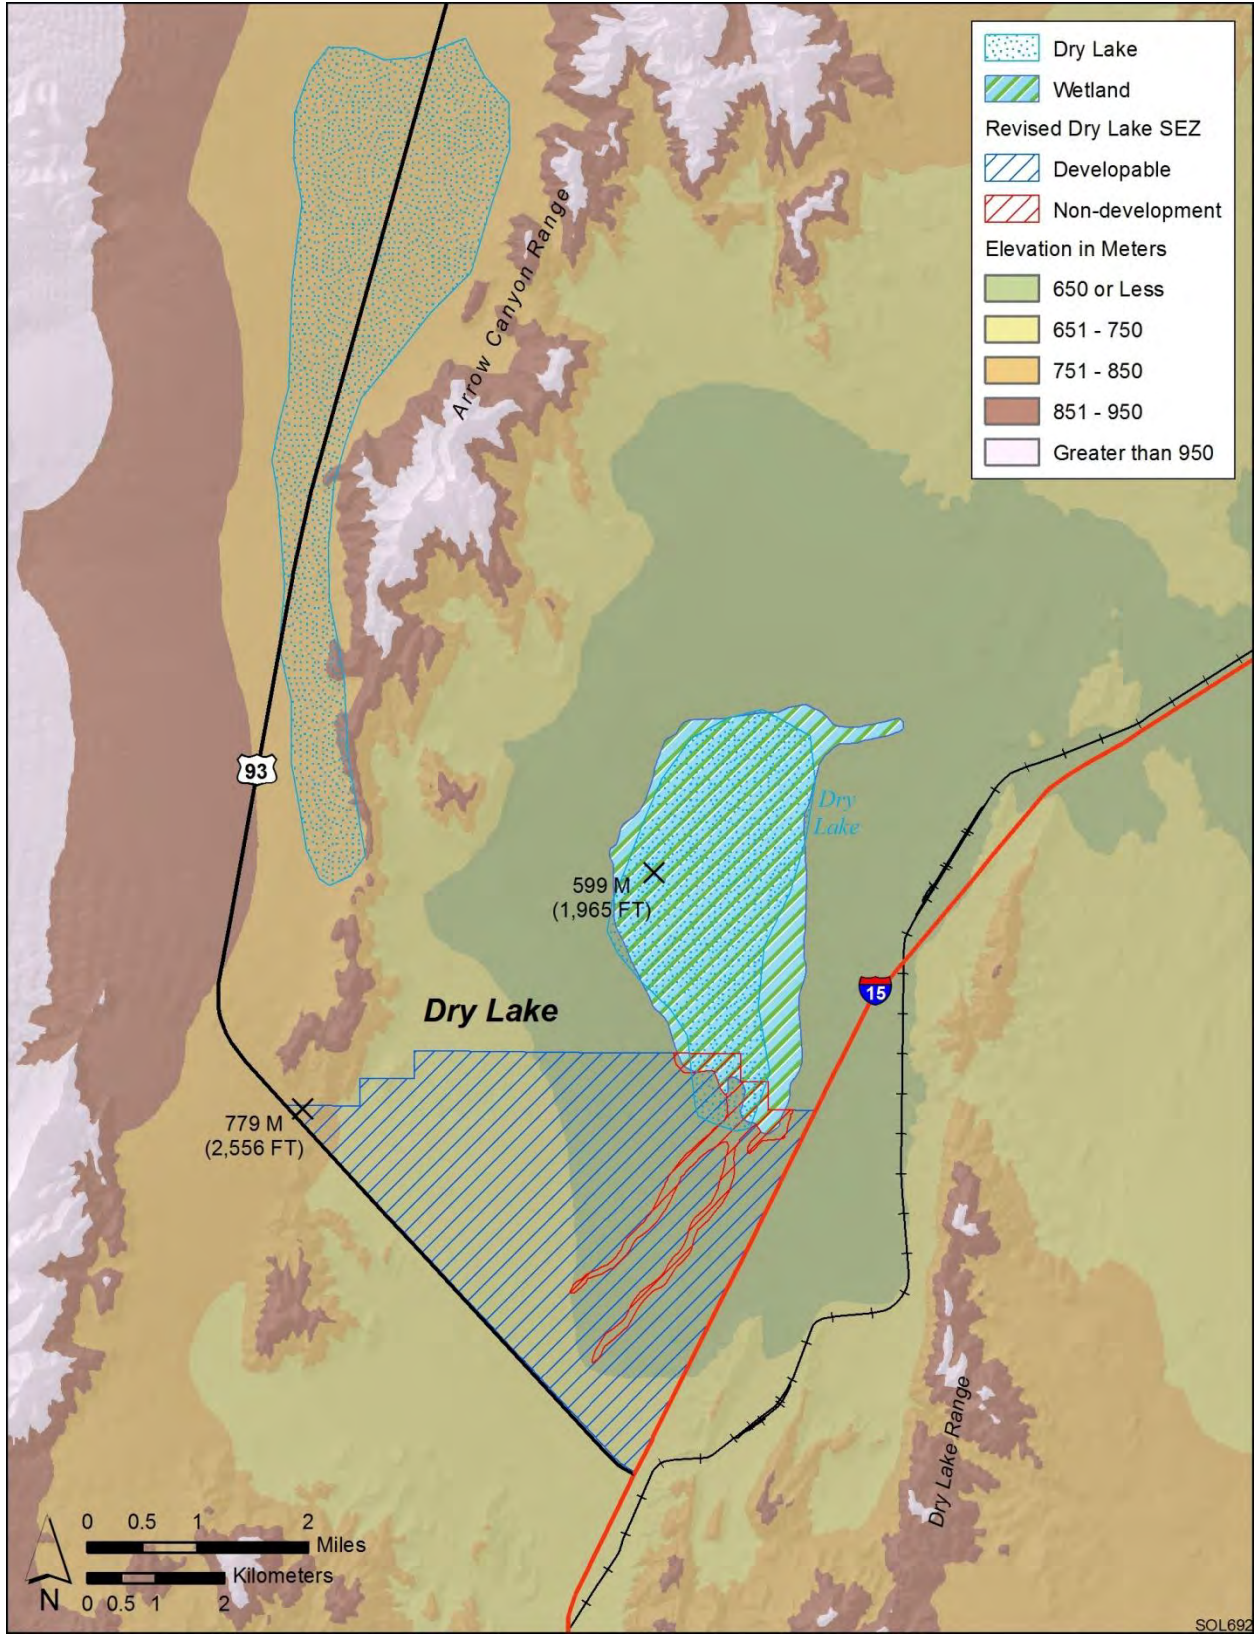 Dry Lake
Wetland
Revised Dry Lake SEZ
Developable
Non-development
Elevation in Meters
650 or Less
651 - 750
751 - 850
851 - 950
Greater than 950
Arrow Canyon Range
93
Dry
Lake
599 M
(1,965 FT)
15
Dry Lake
779 M
(2,556 FT)
Dry Lake Range
0 0.5 1 2
Miles
Kilometers
0 0.5 1 2
N
SOL692